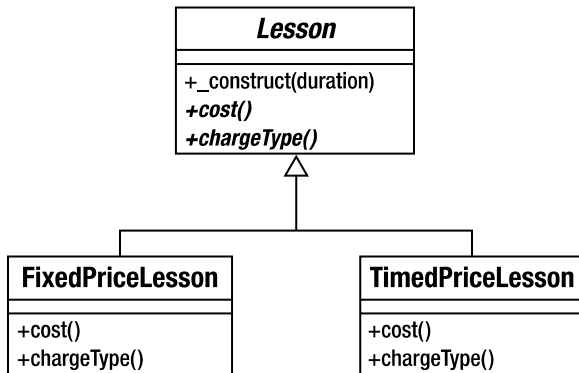 Lesson
+_construct(duration)
+cost()
+chargeType()
FixedPriceLesson
+cost()
+chargeType()
TimedPriceLesson
+cost()
+chargeType()